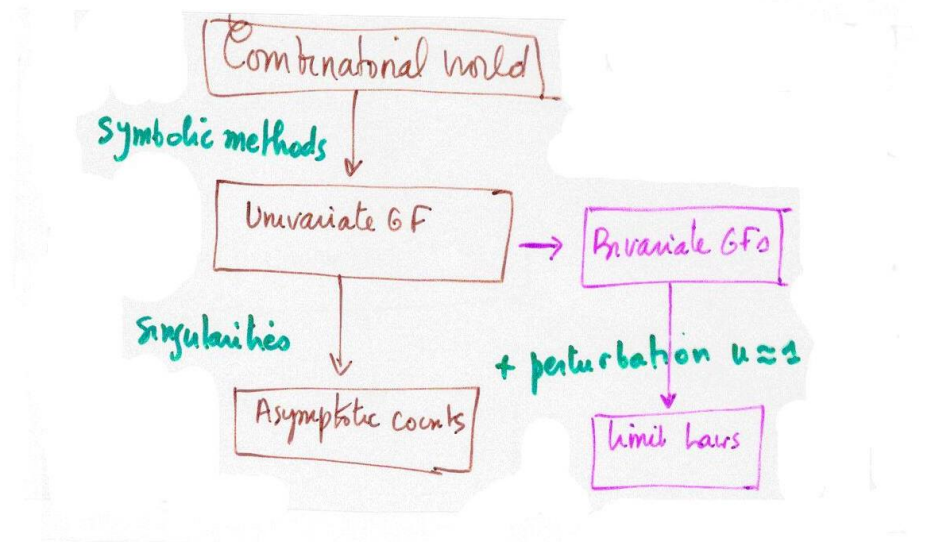 Combinatorial world
symbolic methods
Univariate GF
Bivariate GFs
Singularities
+ perturbation u≈1
Asymptotic counts
limit Laws